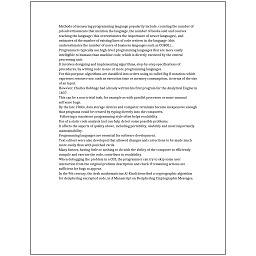 Methods of measuring programming language popularity include: counting the number of
job advertisements that mention the language, the number of books sold and courses
teaching the language (this overestimates the importance of newer languages), and
estimates of the number of existing lines of code written in the language (this
underestimates the number of users of business languages such as COBOL).
Programmers typically use high-level programming languages that are more easily
intelligible to humans than machine code, which is directly executed by the central
processing unit.
It involves designing and implementing algorithms, step-by-step specifications of
procedures, by writing code in one or more programming languages.
For this purpose algorithms are classified into orders using so-called Big O notation, which
expresses resource use, such as execution time or memory consumption, in terms of the size
of an input.
However, Charles Babbage had already written his first program for the Analytical Engine in
1837.
This can be a non-trivial task, for example as with parallel processes or some unusual
software bugs.
By the late 1960s, data storage devices and computer terminals became inexpensive enough
that programs could be created by typing directly into the computers.
Following a consistent programming style often helps readability.
Use of a static code analysis tool can help detect some possible problems.
It affects the aspects of quality above, including portability, usability and most importantly
maintainability.
Programming languages are essential for software development.
Text editors were also developed that allowed changes and corrections to be made much
more easily than with punched cards.
Many factors, having little or nothing to do with the ability of the computer to efficiently
compile and execute the code, contribute to readability.
When debugging the problem in a GUI, the programmer can try to skip some user
interaction from the original problem description and check if remaining actions are
sufficient for bugs to appear.
In the 9th century, the Arab mathematician Al-Kindi described a cryptographic algorithm
for deciphering encrypted code, in A Manuscript on Deciphering Cryptographic Messages.